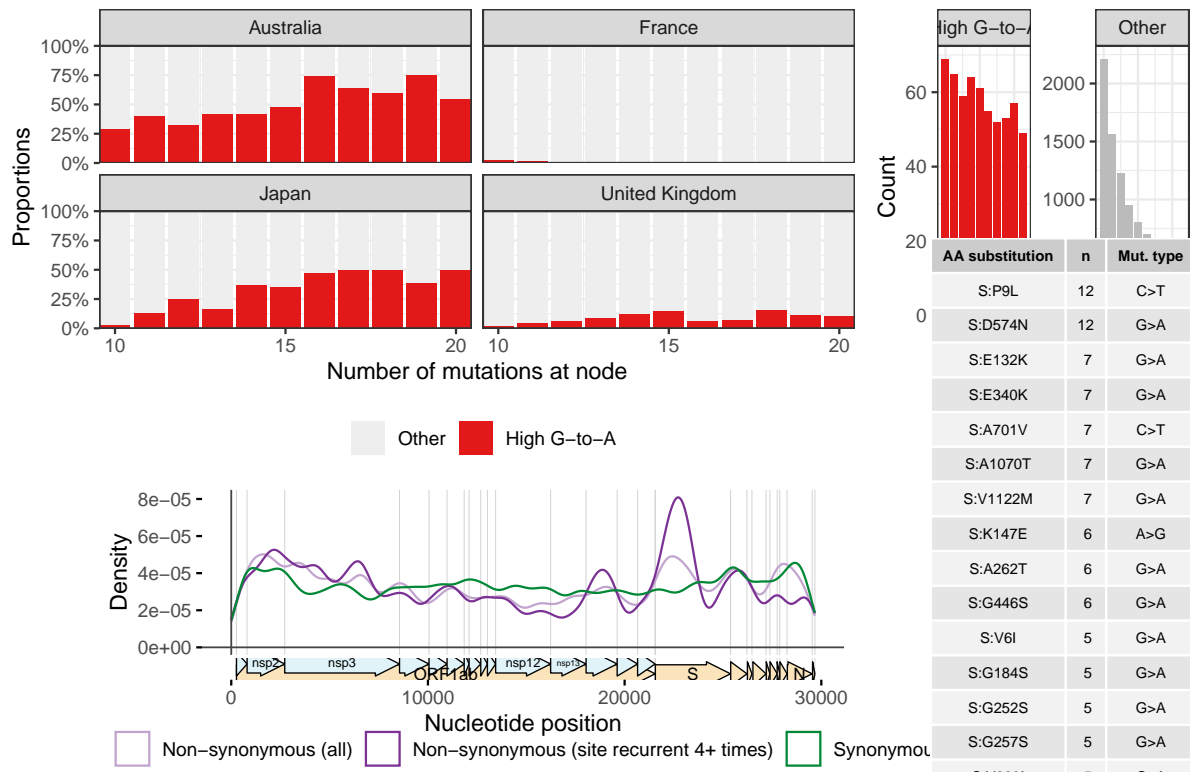 Australia
France
100%
75%
50%
25%
0%
Japan
United Kingdom
100%
75%
50%
25%
0%
10
15
20
10
15
20
Proportions
Number of mutations at node
Other
High G−to−A
High G−to−A
Other
Count
60
40
20
0
2000
1500
1000
AA substitution n Mut. type
S:P9L 12 C>T
S:D574N 12 G>A
S:E132K 7 G>A
S:E340K 7 G>A
S:A701V 7 C>T
S:A1070T 7 G>A
S:V1122M 7 G>A
S:K147E 6 A>G
S:A262T 6 G>A
S:G446S 6 G>A
S:V6I 5 G>A
S:G184S 5 G>A
S:G252S 5 G>A
S:G257S 5 G>A
Density
8e−05
6e−05
4e−05
2e−05
0e+00
nsp2
nsp3
nsp12
nsp13
ORF1ab
S
N
0
10000
20000
30000
Nucleotide position
Non−synonymous (all)
Non−synonymous (site recurrent 4+ times)
Synonymou